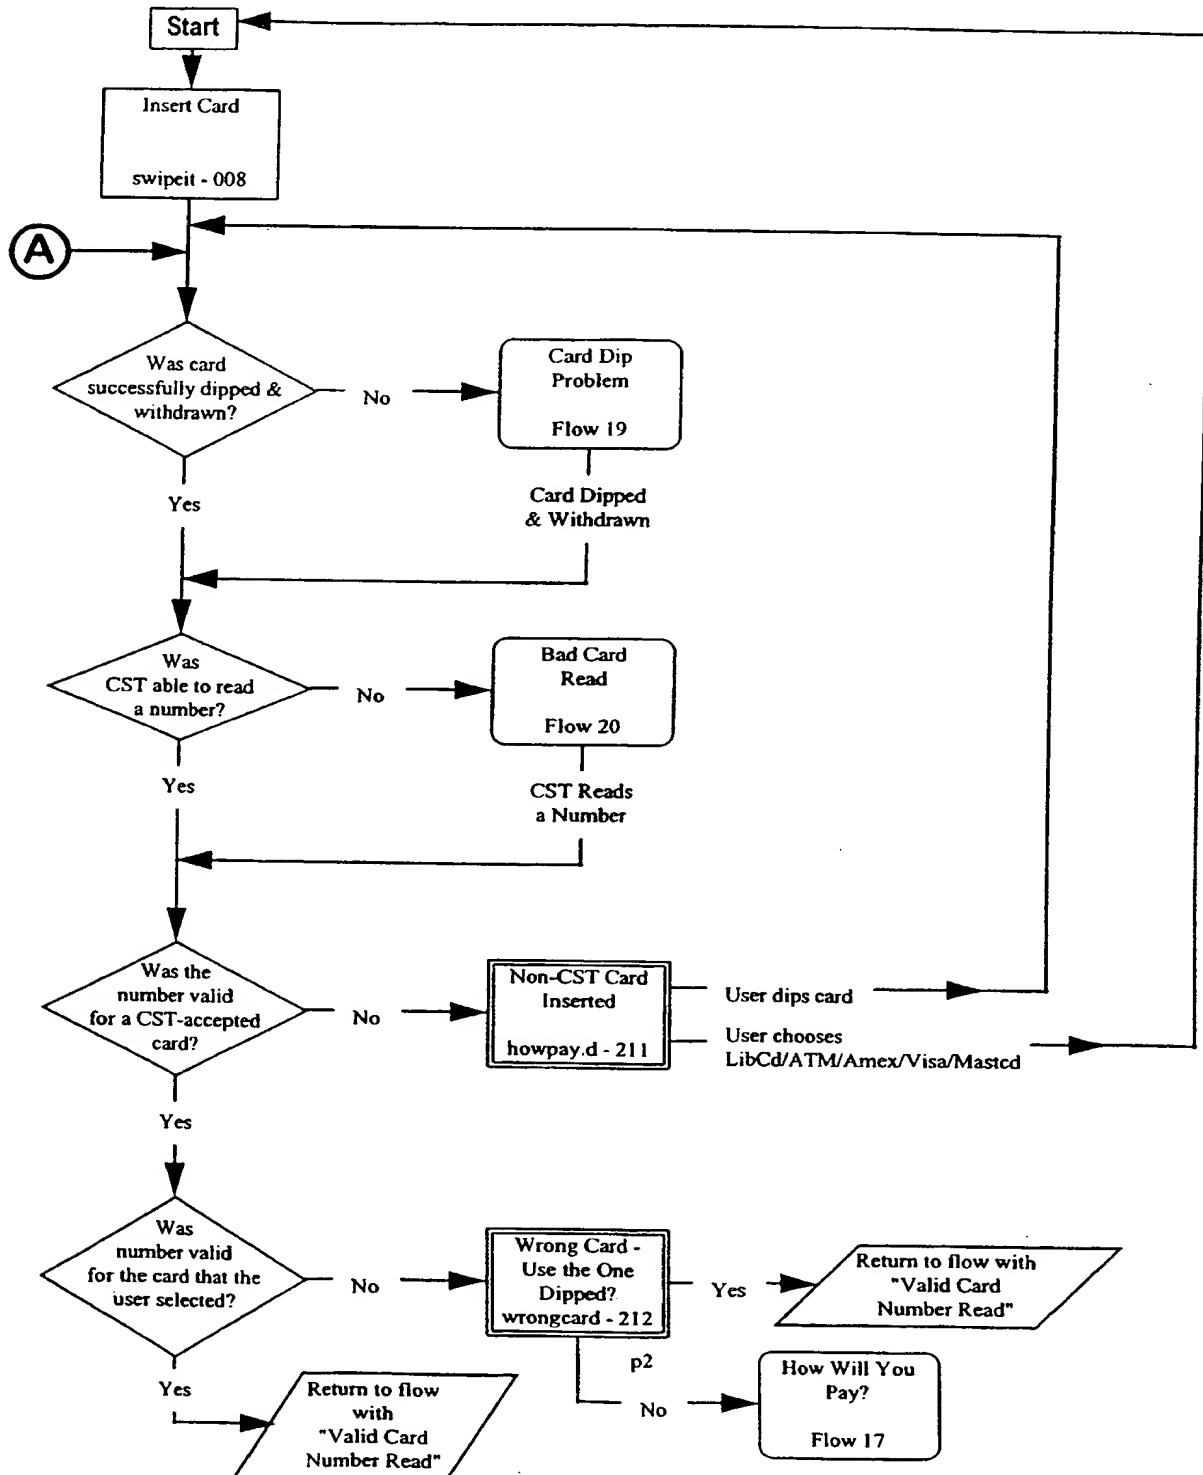 Start
Insert Card
swipeit - 008
A
Was card
successfully dipped &
withdrawn?
No
Card Dip
Problem
Flow 19
Yes
Card Dipped
& Withdrawn
Was
CST able to read
a number?
No
Bad Card
Read
Flow 20
Yes
CST Reads
a Number
Was the
number valid
for a CST-accepted
card?
No
Non-CST Card
Inserted
howpay.d - 211
User dips card
User chooses
LibCd/ATM/Amex/Visa/Mastcd
Yes
Was
number valid
for the card that the
user selected?
No
Wrong Card -
Use the One
Dipped?
wrongcard - 212
Yes
Return to flow with
"Valid Card
Number Read"
p2
No
How Will You
Pay?
Flow 17
Yes
Return to flow
with
"Valid Card
Number Read"